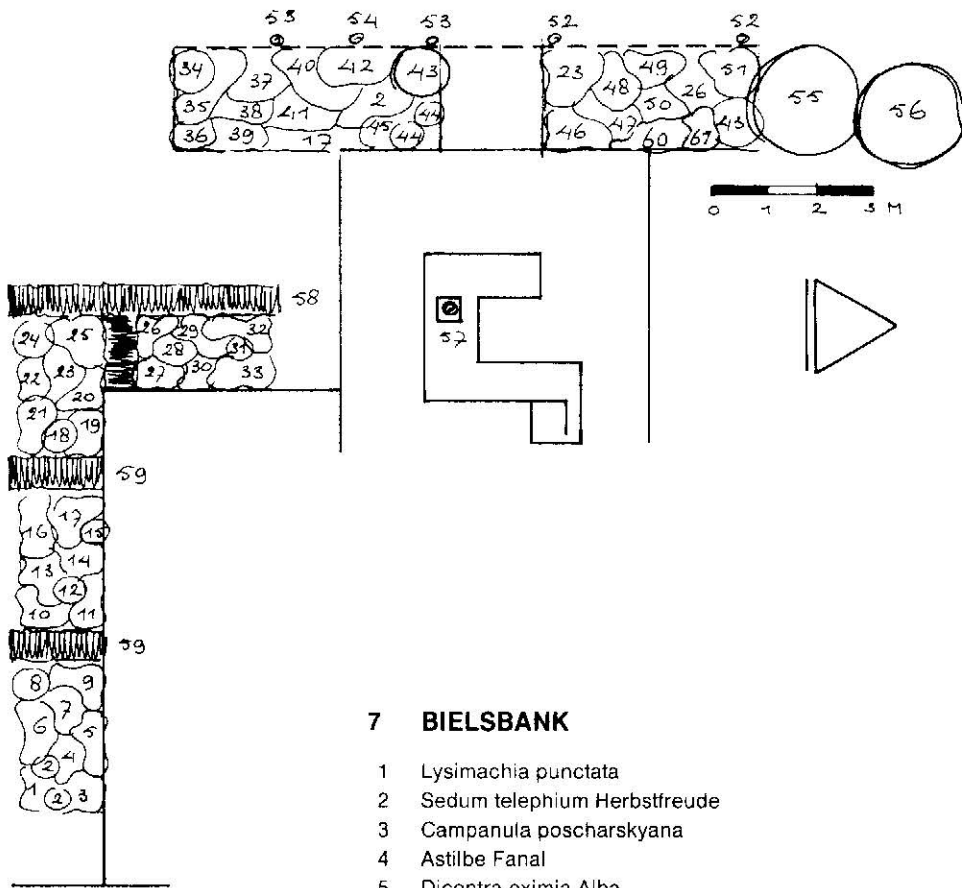 53 54 53 52 52
34 37 40 42 43 23 48 49 51
35 38 41 2 44 50 26 55 56
36 39 17 45 44 46 47 60 61 43
0 1 2 3 M
58
24 25 26 29 32
28 31
22 23 27 30 33 57
20
21 18 19
59
17
16 15
13 14
12
10 11
59
8 9
7
6 5
2 4
1 2 3
7 BIELSBANK
1 Lysimachia punctata
2 Sedum telephium Herbstfreude
3 Campanula poscharskyana
4 Astilbe Fanal
5 Dicentra eximia Alba